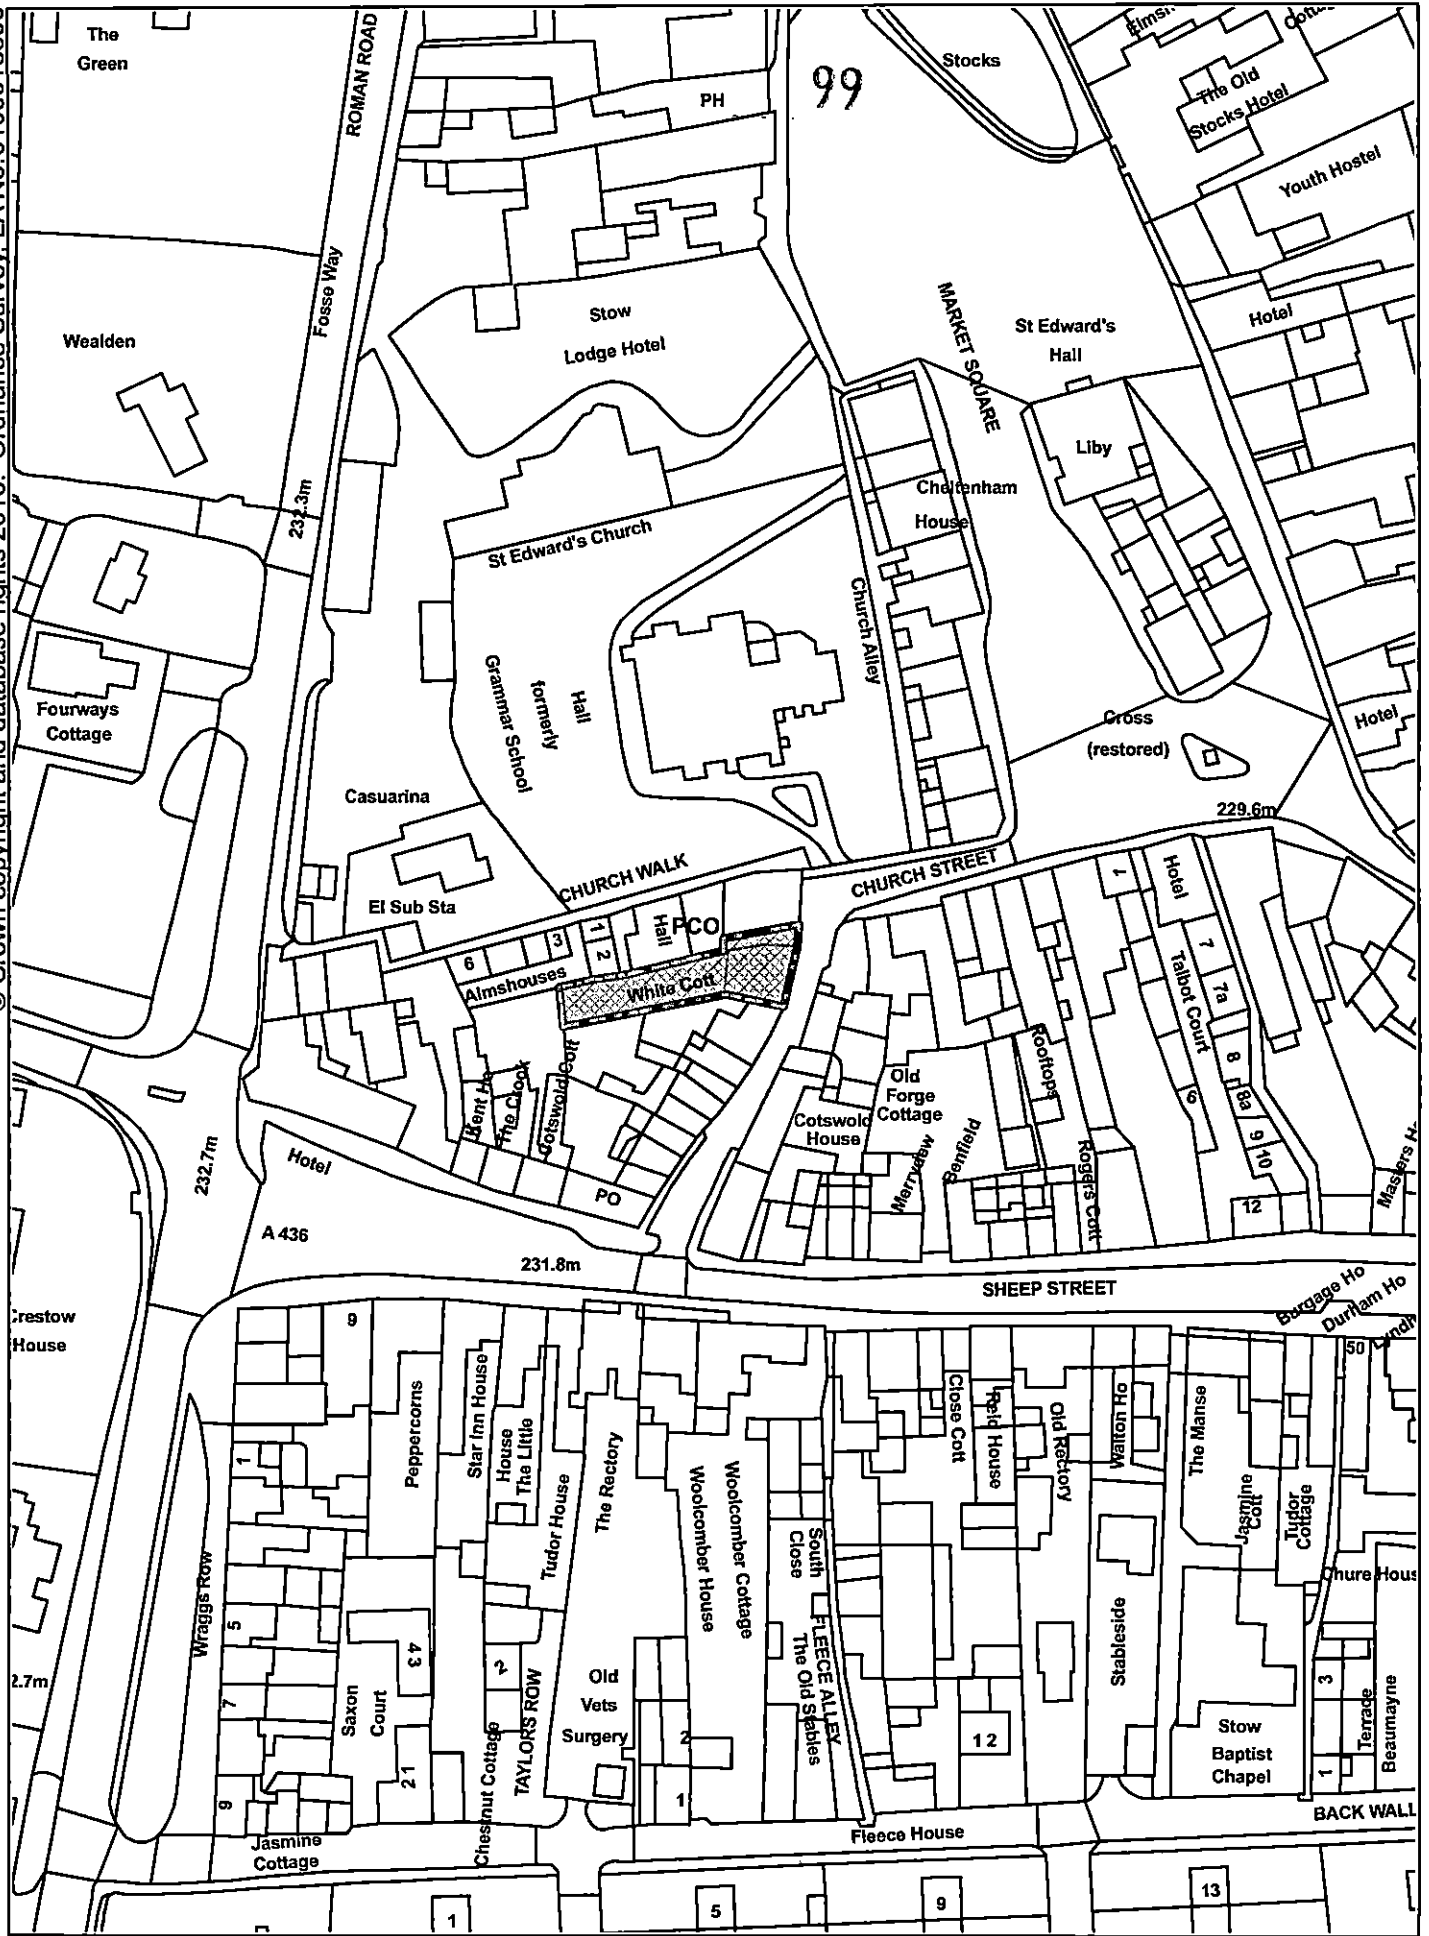 The
Green
ROMAN ROAD
PH
99
Stocks
The Old
Stocks Hotel
Youth Hostel
Fosse Way
Wealden
Stow
Lodge Hotel
MARKET SQUARE
St Edward's
Hall
Hotel
Liby
Cheltenham
House
232.3m
St Edward's Church
Church Alley
Fourways
Cottage
Hall
formerly
Grammar School
Cross
(restored)
Hotel
229.6m
Casuarina
El Sub Sta
CHURCH WALK
CHURCH STREET
PCO
Hall
1
2
3
6
Almshouses
White Cott
1
Hotel
7
7a
Talbot Court
8
8a
6
9
10
12
Kent Ho
The Crook
Cotswold Cott
Old
Forge
Cottage
Cotswold
House
Merryview
Benfield
Rooftops
Rogers Cott
232.7m
Hotel
PO
A 436
231.8m
SHEEP STREET
Burgage Ho
Durham Ho
50
House
9
Peppercorns
Star Inn House
House
The Little
Tudor House
The Rectory
Woolcomber House
Woolcomber Cottage
South
Close
FLEECE ALLEY
The Old Stables
Close Cott
Reid House
Old Rectory
Walton Ho
The Manse
Jasmine
Cott
Tudor
Cottage
Wraggs Row
1
5
7
9
Saxon
Court
4 3
2 1
2
TAYLORS ROW
Chestnut Cottage
Old
Vets
Surgery
2
1
1 2
Stableside
Stow
Baptist
Chapel
3
1
Terrace
Beaumayne
2.7m
BACK WALL
Jasmine
Cottage
Fleece House
1
5
9
13